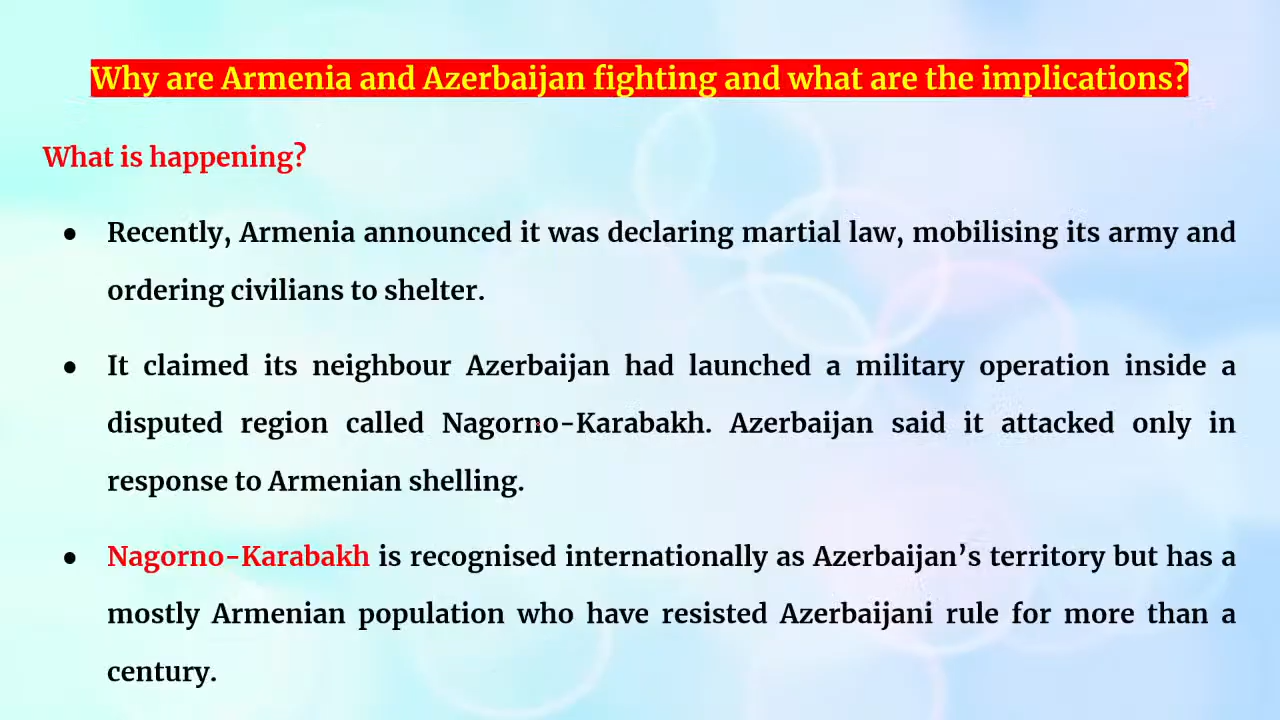 Why are Armenia and Azerbaijan fighting and what are the implications?
What is happening?
● Recently, Armenia announced it was declaring martial law, mobilising its army and
ordering civilians to shelter.
● It claimed its neighbour Azerbaijan had launched a military operation inside a
disputed region called Nagorno-Karabakh. Azerbaijan said it attacked only in
response to Armenian shelling.
● Nagorno-Karabakh is recognised internationally as Azerbaijan’s territory but has a
mostly Armenian population who have resisted Azerbaijani rule for more than a
century.